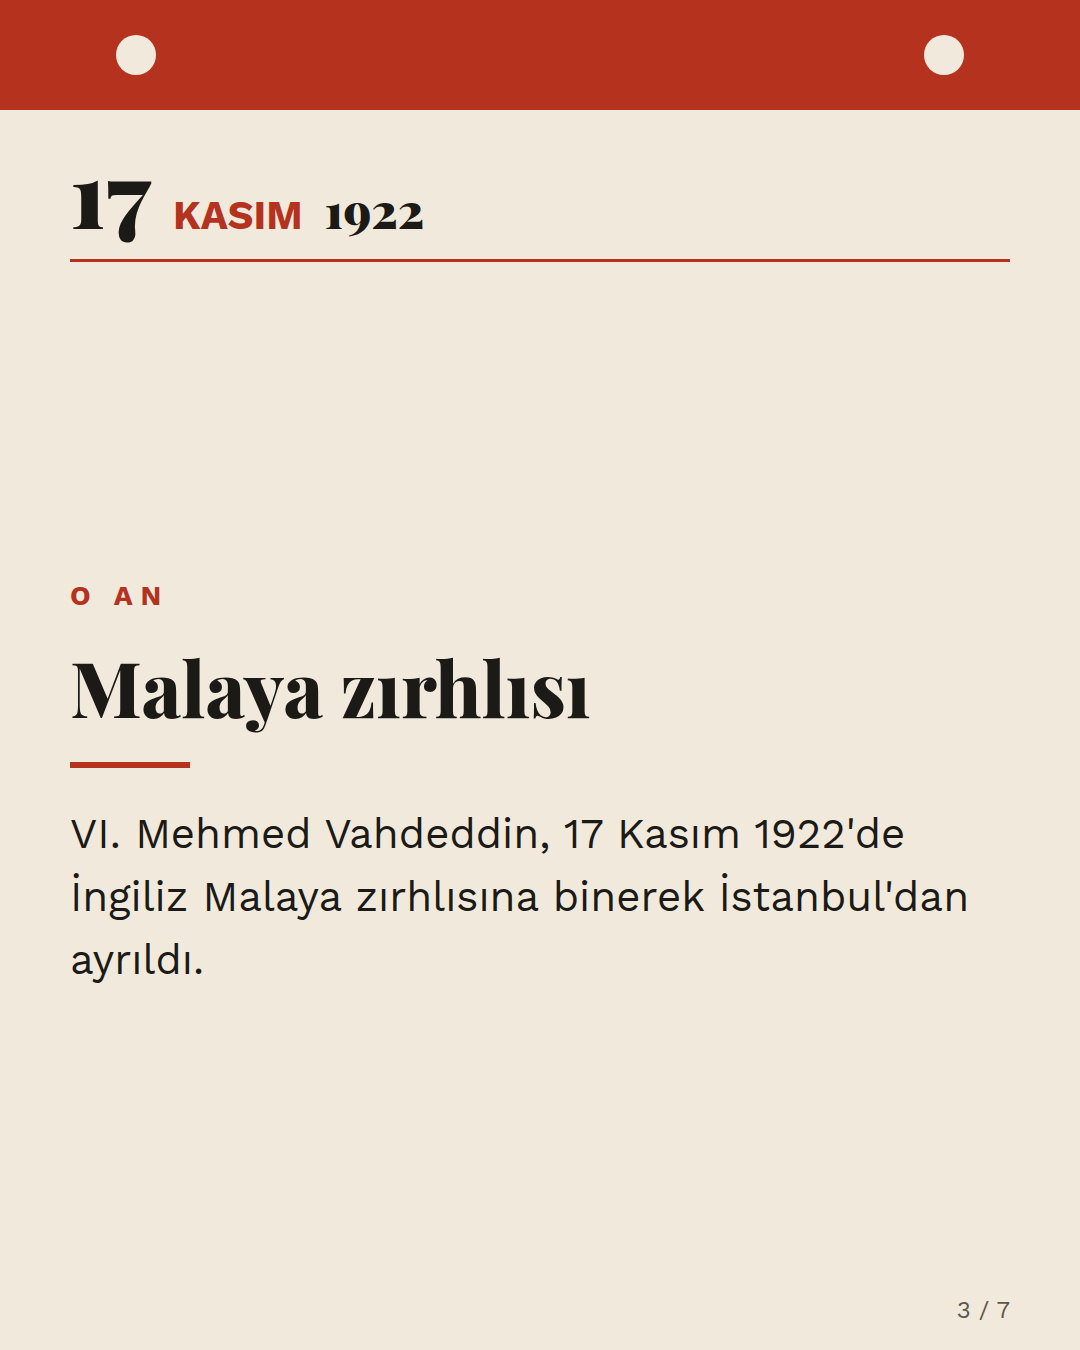 17 KASIM 1922
O AN
Malaya zırhlısı
VI. Mehmed Vahdeddin, 17 Kasım 1922'de
İngiliz Malaya zırhlısına binerek İstanbul'dan
ayrıldı.
3 / 7